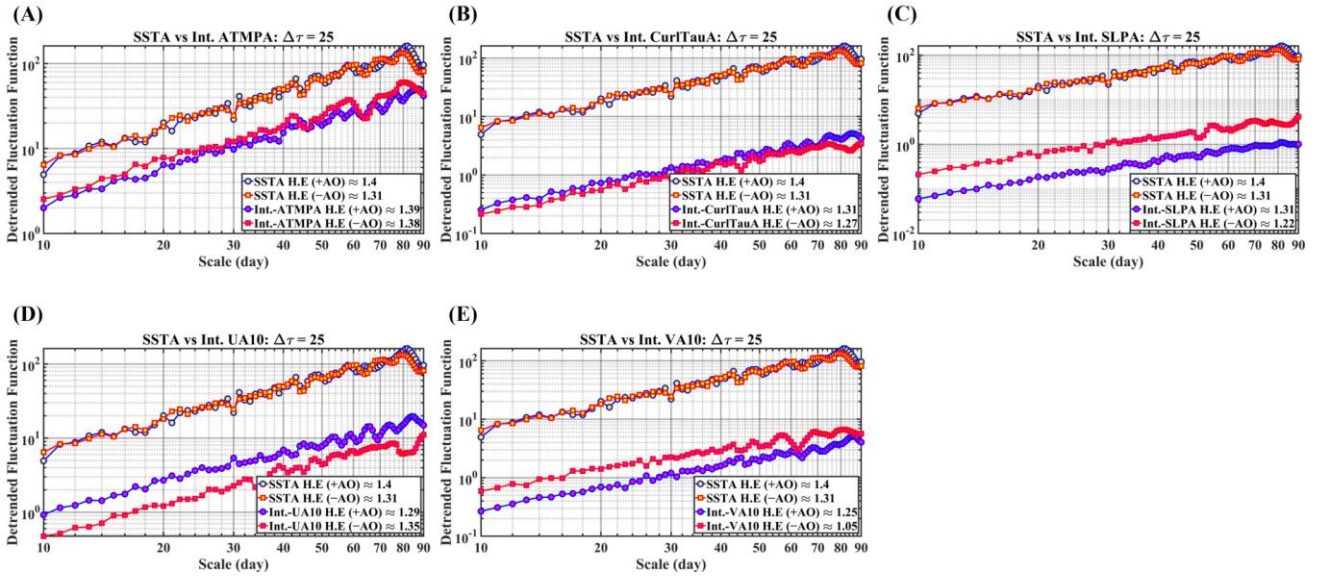 (A)
SSTA vs Int. ATMPA: Δτ = 25
Detrended Fluctuation Function
10²
10¹
10⁰
SSTA H.E (+AO) ≈ 1.4
SSTA H.E (−AO) ≈ 1.31
Int.-ATMPA H.E (+AO) ≈ 1.39
Int.-ATMPA H.E (−AO) ≈ 1.38
10 20 30 40 50 60 70 80 90
Scale (day)
(B)
SSTA vs Int. CurlTauA: Δτ = 25
Detrended Fluctuation Function
10²
10¹
10⁰
10⁻¹
SSTA H.E (+AO) ≈ 1.4
SSTA H.E (−AO) ≈ 1.31
Int.-CurlTauA H.E (+AO) ≈ 1.31
Int.-CurlTauA H.E (−AO) ≈ 1.27
10 20 30 40 50 60 70 80 90
Scale (day)
(C)
SSTA vs Int. SLPA: Δτ = 25
Detrended Fluctuation Function
10²
10⁰
10⁻²
SSTA H.E (+AO) ≈ 1.4
SSTA H.E (−AO) ≈ 1.31
Int.-SLPA H.E (+AO) ≈ 1.31
Int.-SLPA H.E (−AO) ≈ 1.22
10 20 30 40 50 60 70 80 90
Scale (day)
(D)
SSTA vs Int. UA10: Δτ = 25
Detrended Fluctuation Function
10²
10¹
10⁰
SSTA H.E (+AO) ≈ 1.4
SSTA H.E (−AO) ≈ 1.31
Int.-UA10 H.E (+AO) ≈ 1.29
Int.-UA10 H.E (−AO) ≈ 1.35
10 20 30 40 50 60 70 80 90
Scale (day)
(E)
SSTA vs Int. VA10: Δτ = 25
Detrended Fluctuation Function
10²
10¹
10⁰
10⁻¹
SSTA H.E (+AO) ≈ 1.4
SSTA H.E (−AO) ≈ 1.31
Int.-VA10 H.E (+AO) ≈ 1.25
Int.-VA10 H.E (−AO) ≈ 1.05
10 20 30 40 50 60 70 80 90
Scale (day)